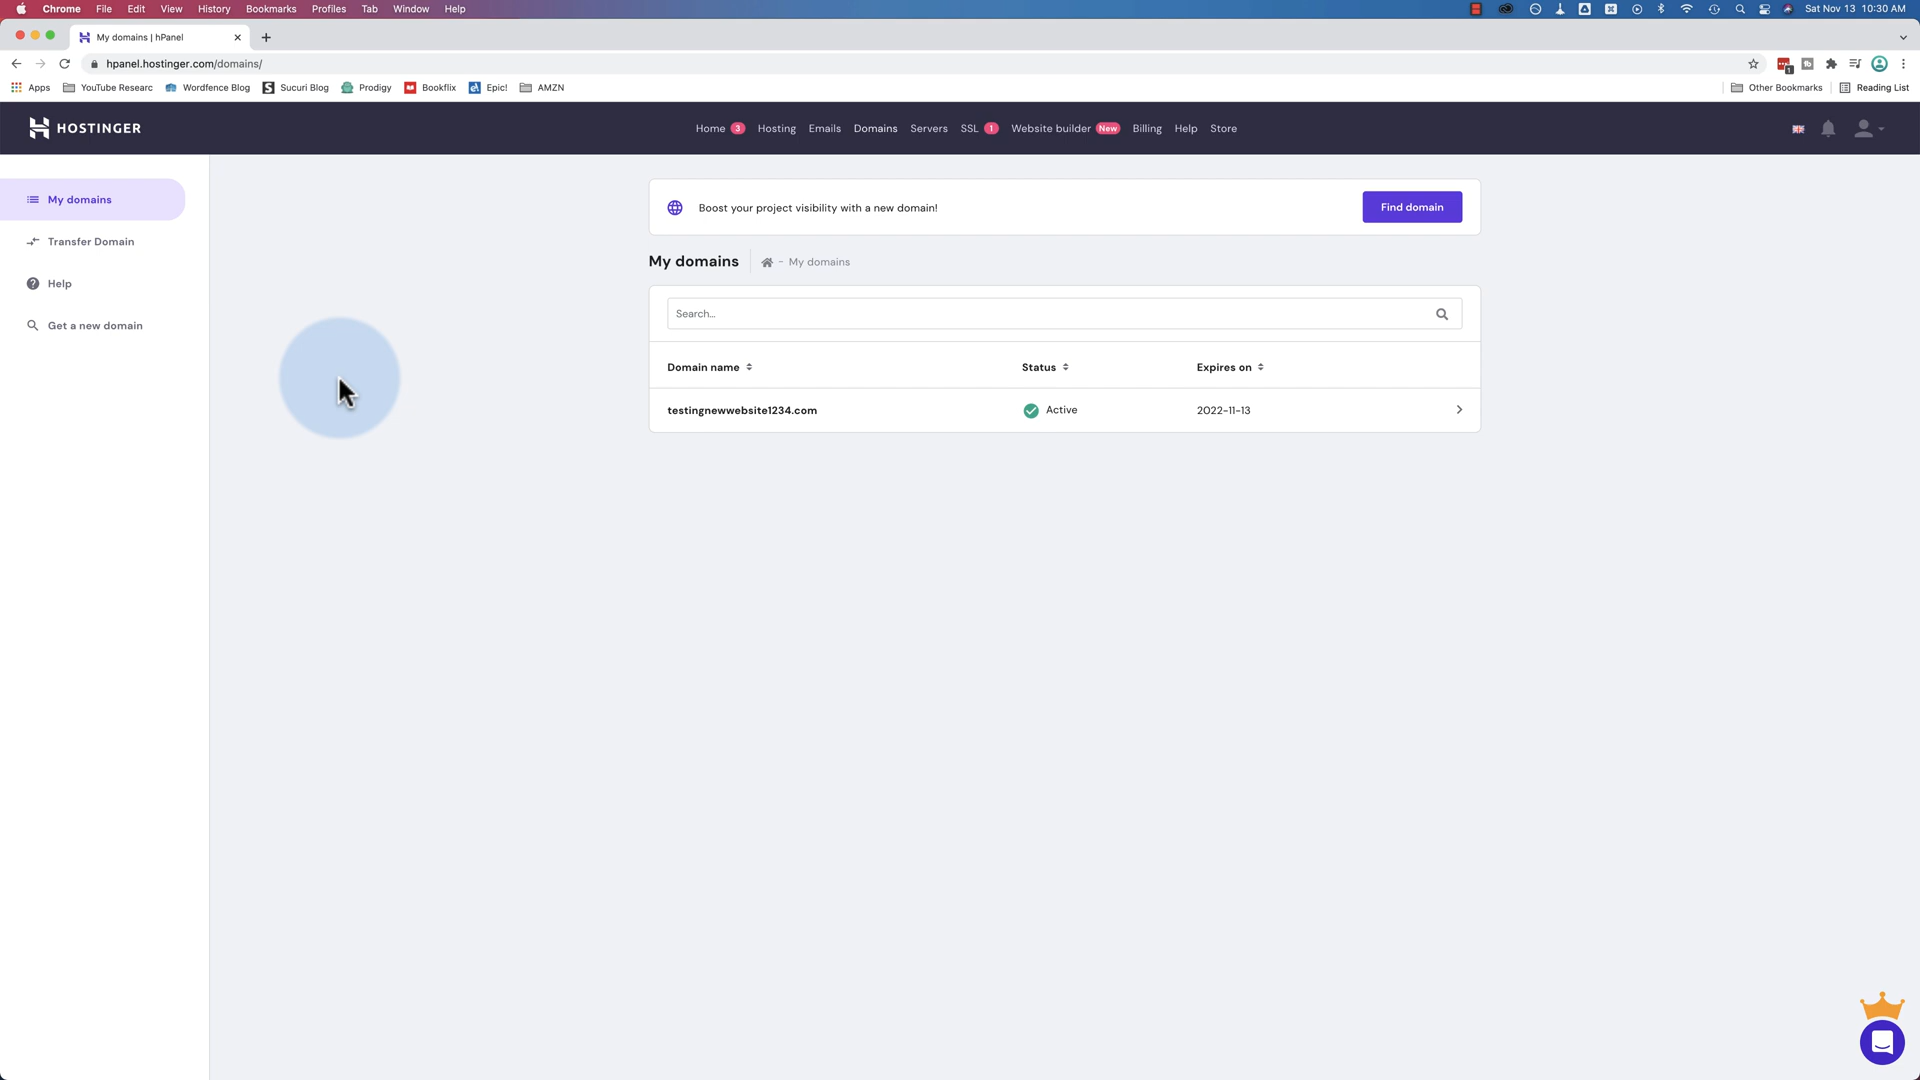 Chrome File Edit View History Bookmarks Profiles Tab Window Help Sat Nov 13 10:30 AM
My domains | hPanel
hpanel.hostinger.com/domains/
1
Apps YouTube Researc Wordfence Blog Sucuri Blog Prodigy Bookflix Epic! AMZN Other Bookmarks Reading List
HOSTINGER Home 3 Hosting Emails Domains Servers SSL 1 Website builder New Billing Help Store
My domains
Transfer Domain
Help
Get a new domain
Boost your project visibility with a new domain! Find domain
My domains - My domains
Search...
Domain name Status Expires on
testingnewwebsite1234.com Active 2022-11-13